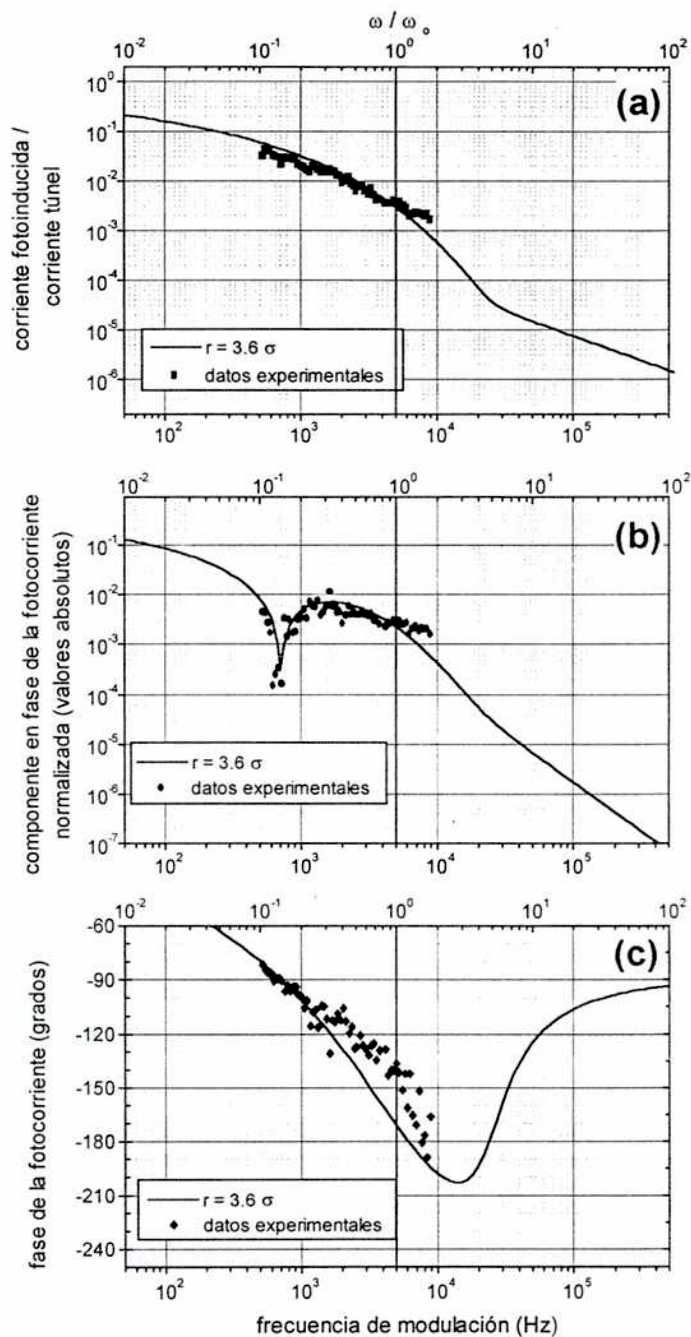 ω / ω₀
10⁻² 10⁻¹ 10⁰ 10¹ 10²
(a)
corriente fotoinducida /
corriente túnel
10⁰
10⁻¹
10⁻²
10⁻³
10⁻⁴
10⁻⁵
10⁻⁶
r = 3.6 σ
datos experimentales
10² 10³ 10⁴ 10⁵
10⁻² 10⁻¹ 10⁰ 10¹ 10²
(b)
componente en fase de la fotocorriente
normalizada (valores absolutos)
10⁻¹
10⁻²
10⁻³
10⁻⁴
10⁻⁵
10⁻⁶
10⁻⁷
r = 3.6 σ
datos experimentales
10² 10³ 10⁴ 10⁵
10⁻² 10⁻¹ 10⁰ 10¹ 10²
(c)
fase de la fotocorriente (grados)
-60
-90
-120
-150
-180
-210
-240
r = 3.6 σ
datos experimentales
10² 10³ 10⁴ 10⁵
frecuencia de modulación (Hz)